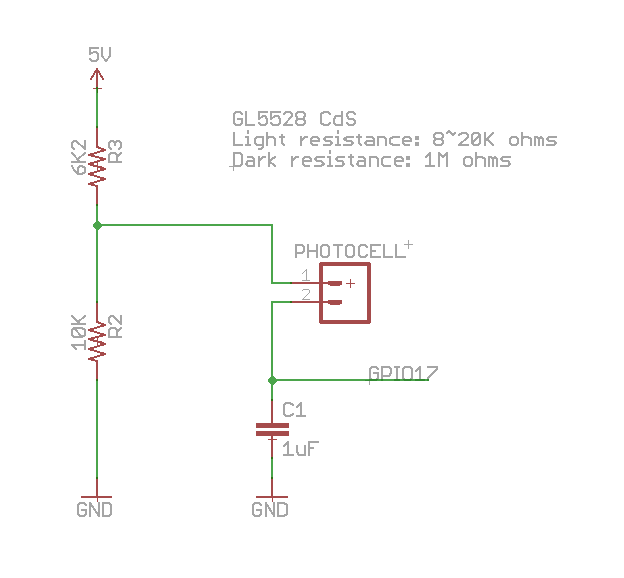 5V
GL5528 CdS
Light resistance: 8~20K ohms
Dark resistance: 1M ohms
6K2
R3
PHOTOCELL
1
2
10K
R2
GPIO17
C1
1uF
GND
GND